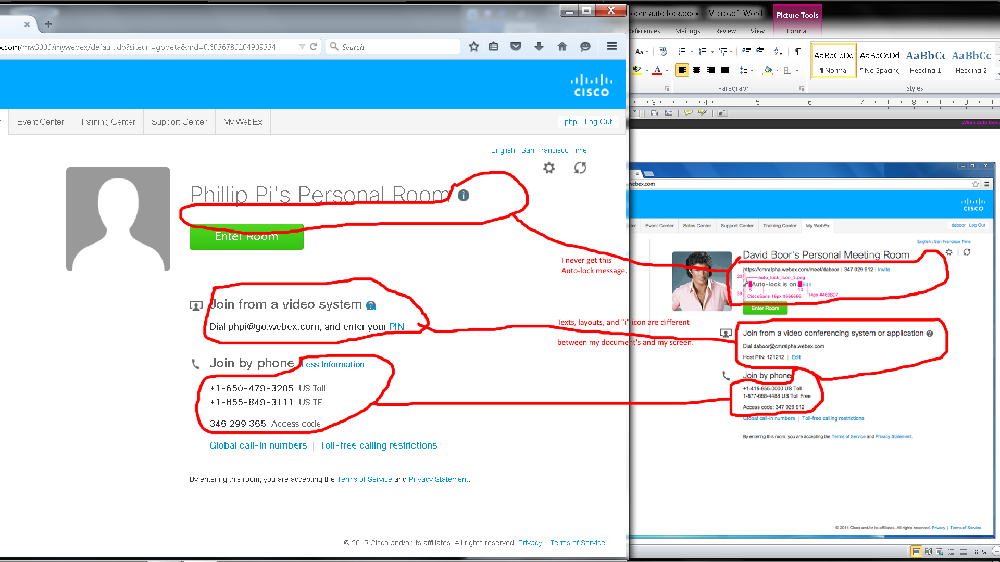 x.com/mw3000/mywebex/default.do?siteurl=gobeta&rnd=0.6036780104909334
Search
CISCO
Event Center
Training Center
Support Center
My WebEx
phpi Log Out
English : San Francisco Time
Phillip Pi's Personal Room
Enter Room
Join from a video system
Dial phpi@go.webex.com, and enter your PIN
Join by phone Less Information
+1-650-479-3205 US Toll
+1-855-849-3111 US TF
346 299 365 Access code
Global call-in numbers | Toll-free calling restrictions
By entering this room, you are accepting the Terms of Service and Privacy Statement.
© 2015 Cisco and/or its affiliates. All rights reserved. Privacy | Terms of Service
I never get this
Auto-lock message.
Texts, layouts, and "i" icon are different
between my document's and my screen.
oom auto lock.docx - Microsoft Word
Picture Tools
eferences
Mailings
Review
View
Format
Aa
AaBbCcDd
AaBbCcDd
AaBbCc
AaBbCc
¶ Normal
¶ No Spacing
Heading 1
Heading 2
Paragraph
Styles
3 4 5 6 7 8 9
When auto lock
webex.com
CISCO
ter
Event Center
Sales Center
Support Center
Training Center
My WebEx
daboor Log Out
English : San Francisco Time
David Boor's Personal Meeting Room
https://cmralpha.webex.com/meet/daboor | 347 029 912 | Invite
23
auto_lock_icon_2.png
Auto-lock is on. Edit
8
10
39
CiscoSans 16px #666666
14px #4698D7
Enter Room
Join from a video conferencing system or application
Dial daboor@cmralpha.webex.com
Host PIN: 121212 | Edit
Join by phone
+1-415-655-0000 US Toll
1-877-668-4488 US Toll Free
Access code: 347 029 912
Global call-in numbers | Toll-free calling restrictions
By entering this room, you are accepting the Terms of Service and Privacy Statement.
© 2014 Cisco and/or its affiliates. All rights reserved. Privacy | Terms of Service
83%